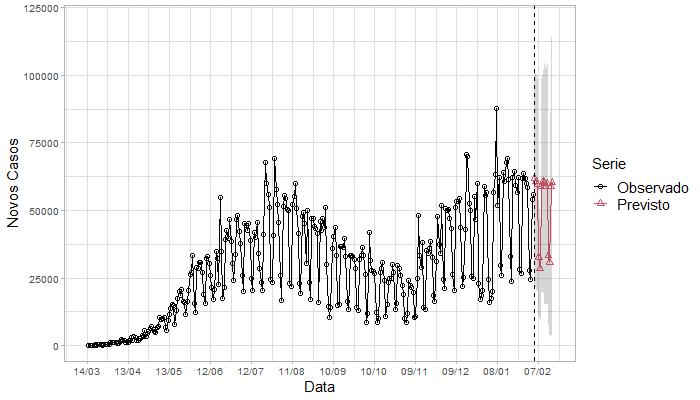 125000
100000
75000
50000
25000
0
Novos Casos
14/03 13/04 13/05 12/06 12/07 11/08 10/09 10/10 09/11 09/12 08/01 07/02
Data
Serie
Observado
Previsto